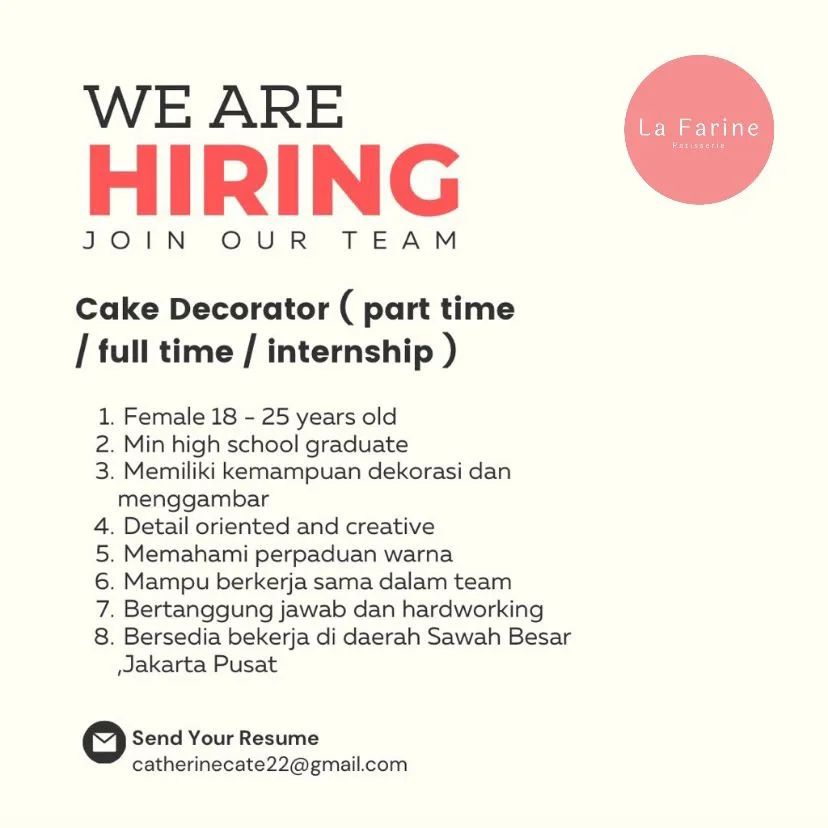 WE ARE
HIRING
JOIN OUR TEAM
La Farine
Patisserie
Cake Decorator ( part time
/ full time / internship )
1. Female 18 - 25 years old
2. Min high school graduate
3. Memiliki kemampuan dekorasi dan
menggambar
4. Detail oriented and creative
5. Memahami perpaduan warna
6. Mampu berkerja sama dalam team
7. Bertanggung jawab dan hardworking
8. Bersedia bekerja di daerah Sawah Besar
,Jakarta Pusat
Send Your Resume
catherinecate22@gmail.com